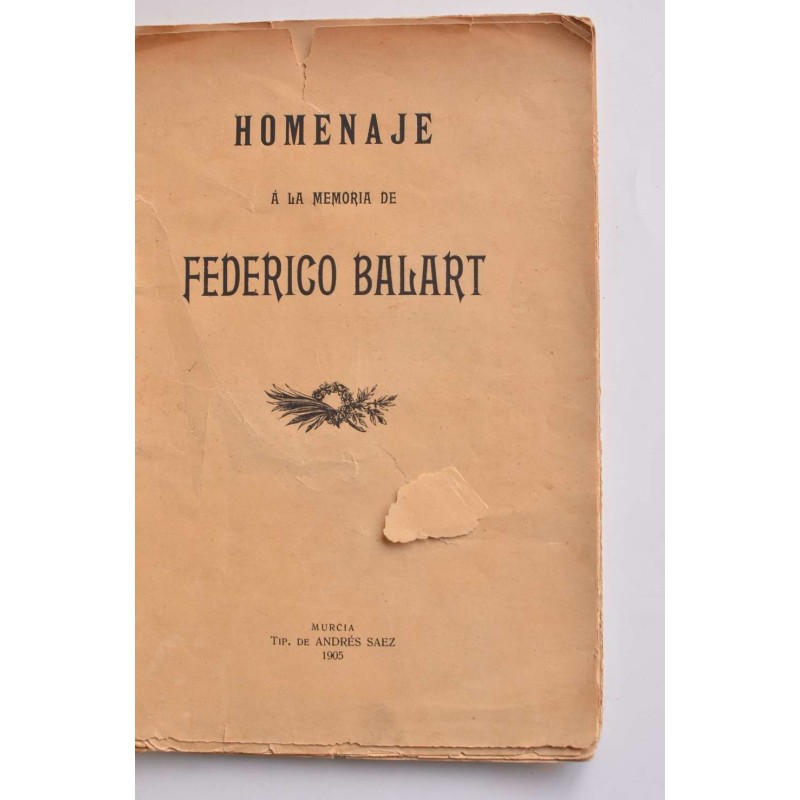 HOMENAJE
Á LA MEMORIA DE
FEDERICO BALART
MURCIA
TIP. DE ANDRÉS SAEZ
1905